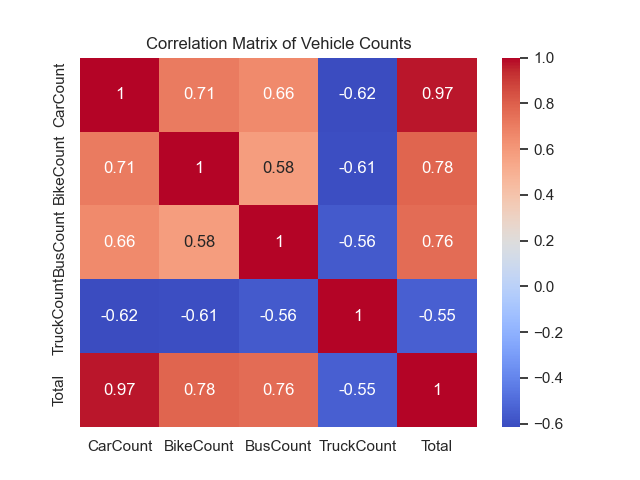 Correlation Matrix of Vehicle Counts
CarCount
BikeCount
BusCount
TruckCount
Total
1 0.71 0.66 -0.62 0.97
0.71 1 0.58 -0.61 0.78
0.66 0.58 1 -0.56 0.76
-0.62 -0.61 -0.56 1 -0.55
0.97 0.78 0.76 -0.55 1
CarCount BikeCount BusCount TruckCount Total
1.0
0.8
0.6
0.4
0.2
0.0
−0.2
−0.4
−0.6